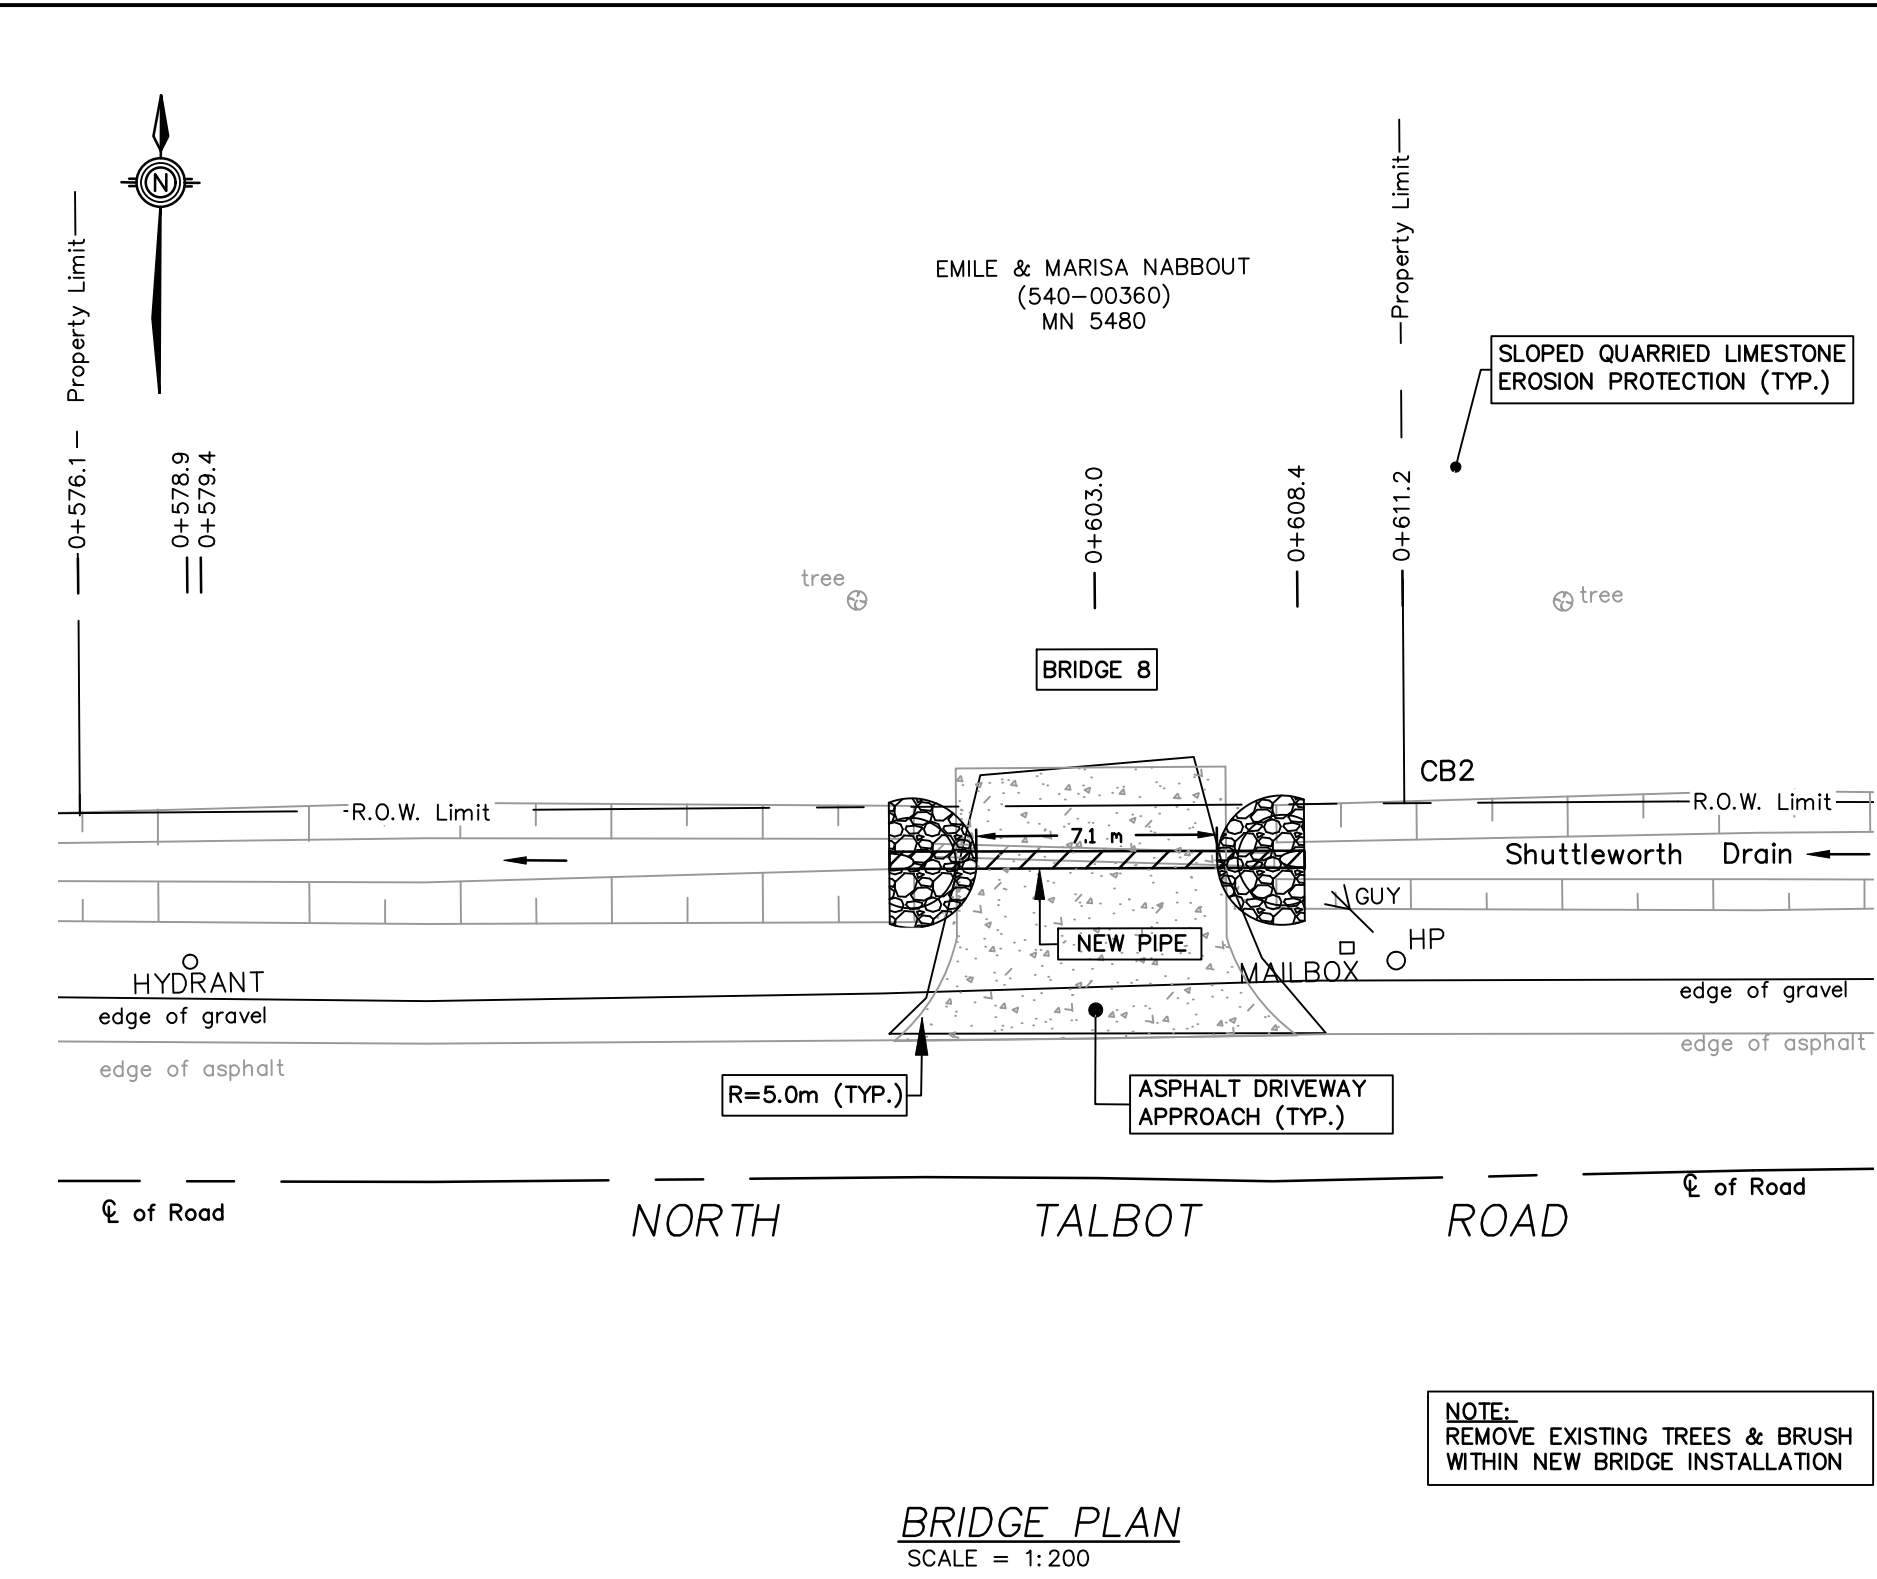 N
Property Limit
Property Limit
EMILE & MARISA NABBOUT
(540-00360)
MN 5480
SLOPED QUARRIED LIMESTONE
EROSION PROTECTION (TYP.)
0+576.1
0+578.9
0+579.4
0+603.0
0+608.4
0+611.2
tree
tree
BRIDGE 8
CB2
R.O.W. Limit
R.O.W. Limit
7.1 m
Shuttleworth Drain
GUY
NEW PIPE
HP
MAILBOX
HYDRANT
edge of gravel
edge of gravel
edge of asphalt
edge of asphalt
R=5.0m (TYP.)
ASPHALT DRIVEWAY
APPROACH (TYP.)
℄ of Road
℄ of Road
NORTH TALBOT ROAD
NOTE:
REMOVE EXISTING TREES & BRUSH
WITHIN NEW BRIDGE INSTALLATION
BRIDGE PLAN
SCALE = 1:200